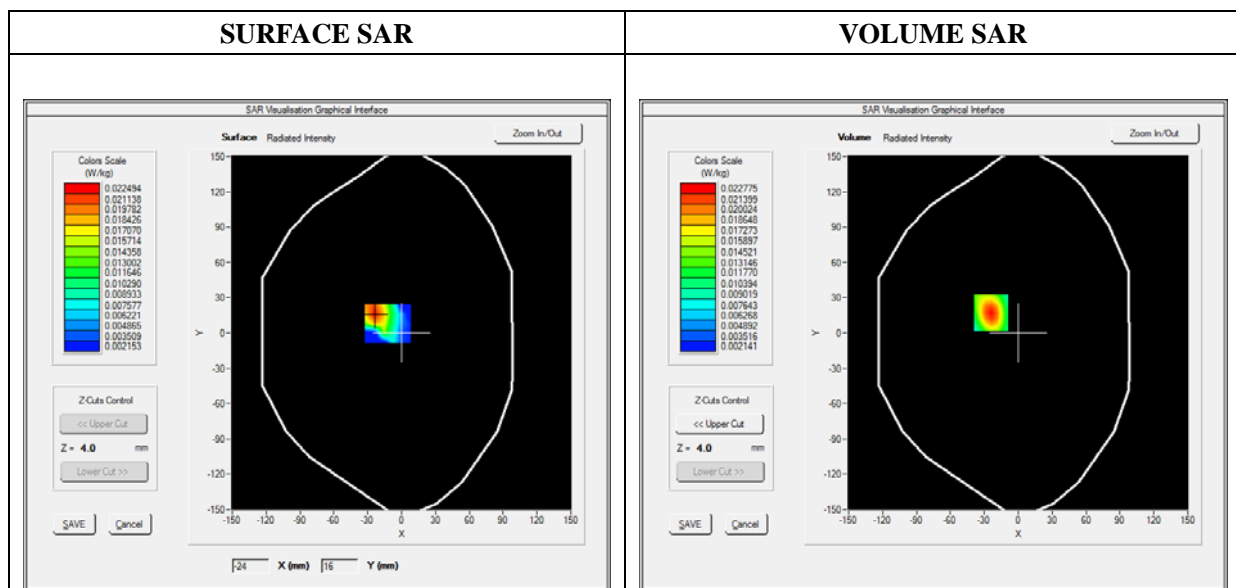 SURFACE SAR
VOLUME SAR
SAR Visualisation Graphical Interface
Surface Radiated Intensity
Zoom In/Out
Colors Scale
(W/kg)
0.022494
0.021138
0.019782
0.018426
0.017070
0.015714
0.014358
0.013002
0.011646
0.010290
0.008933
0.007577
0.006221
0.004865
0.003509
0.002153
150
120
90
60
30
0
-30
-60
-90
-120
-150
Y
-150 -120 -90 -60 -30 0 30 60 90 120 150
X
Z-Cuts Control
<< Upper Cut
Z = 4.0 mm
Lower Cut >>
SAVE Cancel
-24 X (mm) 16 Y (mm)
SAR Visualisation Graphical Interface
Volume Radiated Intensity
Zoom In/Out
Colors Scale
(W/kg)
0.022775
0.021399
0.020024
0.018648
0.017273
0.015897
0.014521
0.013146
0.011770
0.010394
0.009019
0.007643
0.006268
0.004892
0.003516
0.002141
150
120
90
60
30
0
-30
-60
-90
-120
-150
Y
-150 -120 -90 -60 -30 0 30 60 90 120 150
X
Z-Cuts Control
<< Upper Cut
Z = 4.0 mm
Lower Cut >>
SAVE Cancel